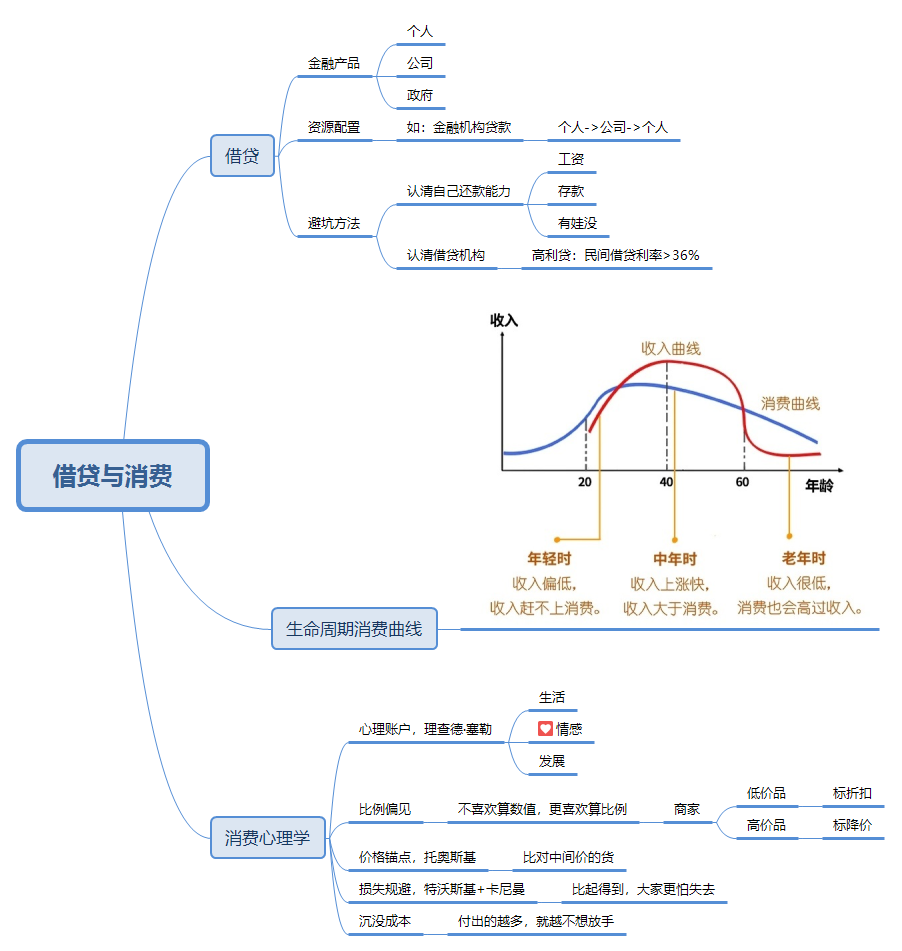 借贷与消费
借贷
金融产品
个人
公司
政府
资源配置
如：金融机构贷款
个人->公司->个人
避坑方法
认清自己还款能力
工资
存款
有娃没
认清借贷机构
高利贷：民间借贷利率>36%
生命周期消费曲线
收入
收入曲线
消费曲线
20
40
60
年龄
年轻时
收入偏低，
收入赶不上消费。
中年时
收入上涨快，
收入大于消费。
老年时
收入很低，
消费也会高过收入。
消费心理学
心理账户，理查德·塞勒
生活
情感
发展
比例偏见
不喜欢算数值，更喜欢算比例
商家
低价品
标折扣
高价品
标降价
价格锚点，托奥斯基
比对中间价的货
损失规避，特沃斯基+卡尼曼
比起得到，大家更怕失去
沉没成本
付出的越多，就越不想放手